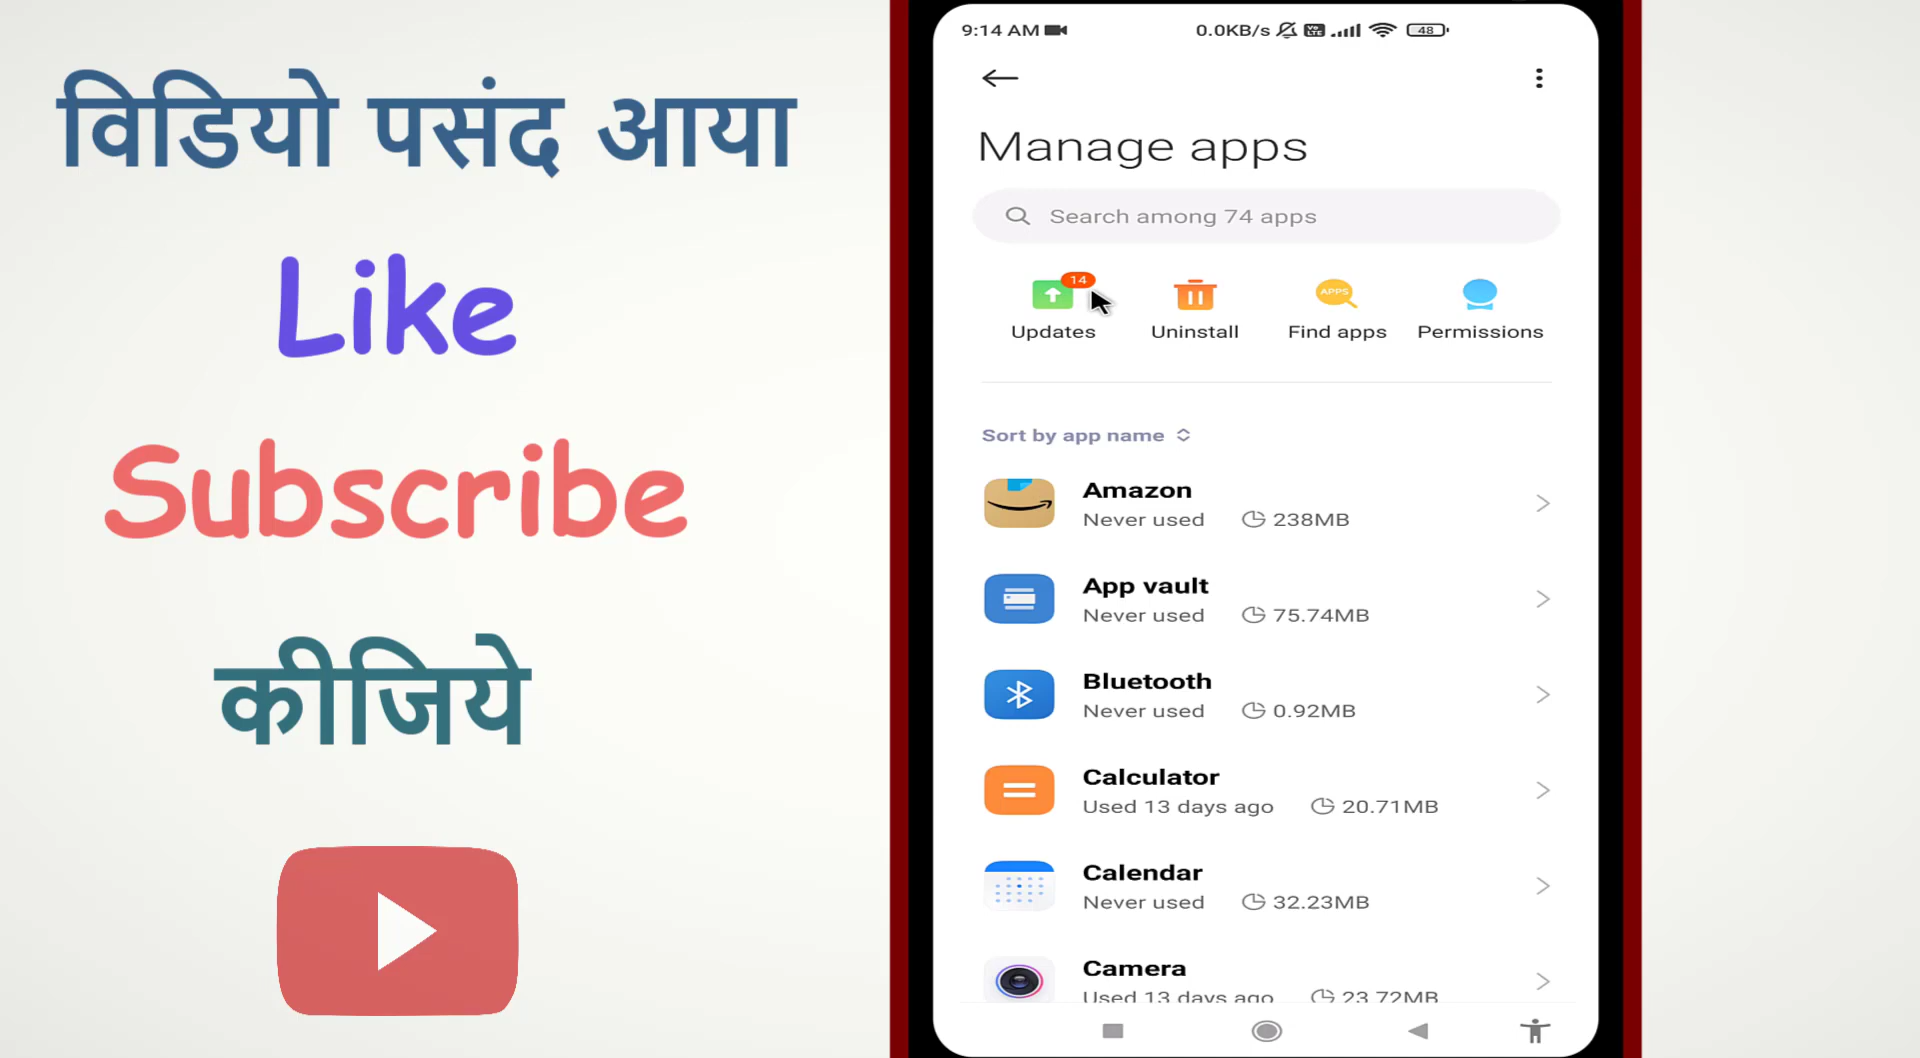 विडियो पसंद आया
Like
Subscribe
कीजिये
9:14 AM 0.0KB/s Vo LTE 48
Manage apps
Search among 74 apps
14
APPS
Updates Uninstall Find apps Permissions
Sort by app name
Amazon
Never used 238MB
App vault
Never used 75.74MB
Bluetooth
Never used 0.92MB
Calculator
Used 13 days ago 20.71MB
Calendar
Never used 32.23MB
Camera
Used 13 days ago 23.72MB